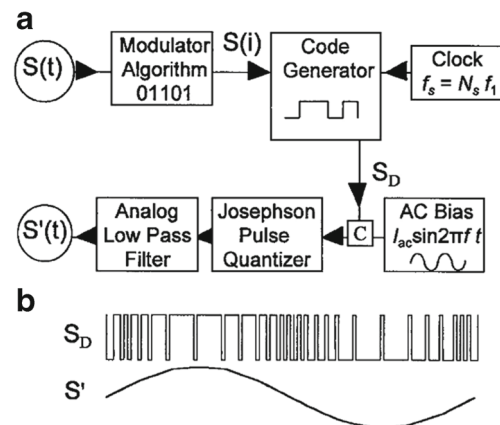 a
S(t)
Modulator
Algorithm
01101
S(i)
Code
Generator
Clock
fs = Ns f1
SD
S'(t)
Analog
Low Pass
Filter
Josephson
Pulse
Quantizer
C
AC Bias
Iacsin2πf t
b
SD
S'